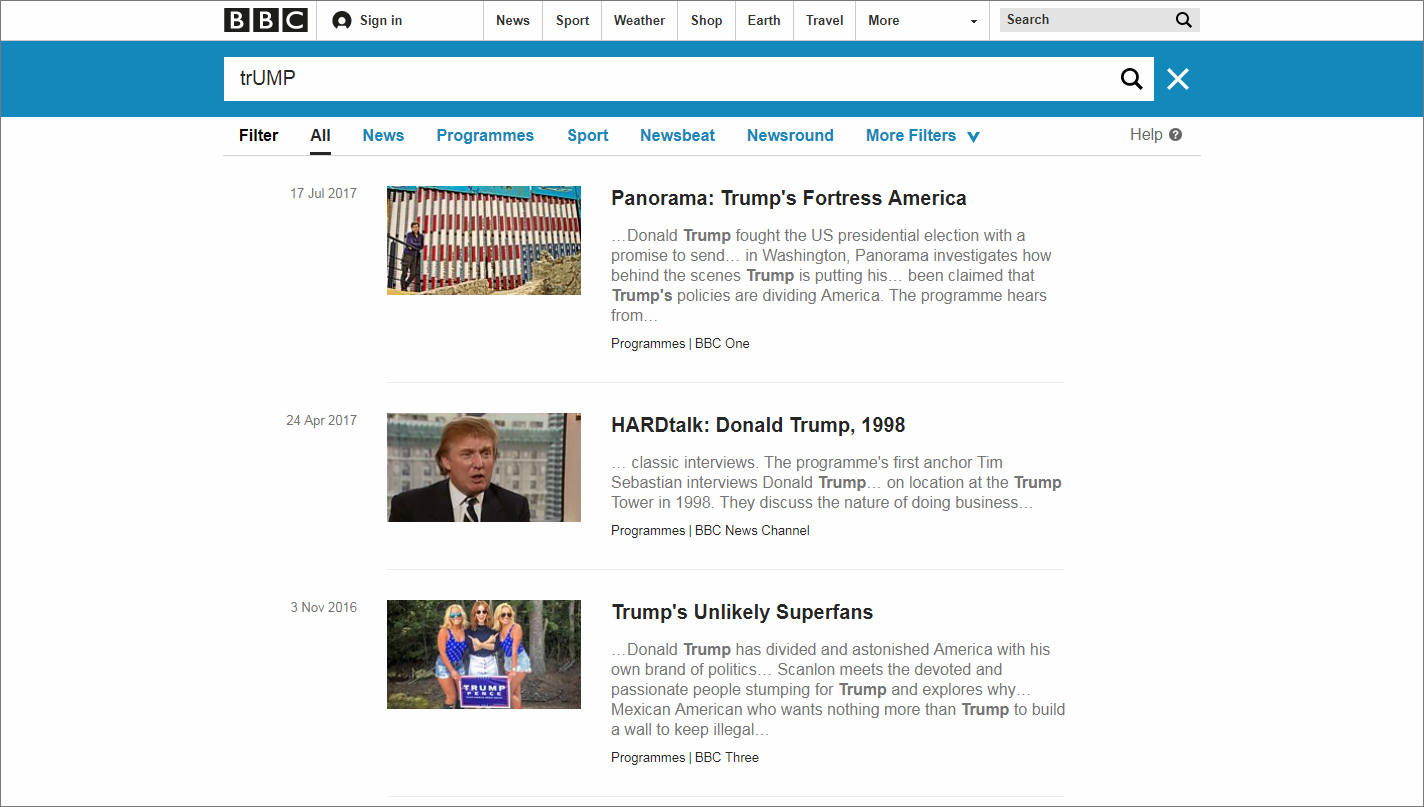 BBC Sign in News Sport Weather Shop Earth Travel More Search
trUMP
Filter All News Programmes Sport Newsbeat Newsround More Filters Help ?
17 Jul 2017
Panorama: Trump's Fortress America
…Donald Trump fought the US presidential election with a
promise to send… in Washington, Panorama investigates how
behind the scenes Trump is putting his… been claimed that
Trump's policies are dividing America. The programme hears
from…
Programmes | BBC One
24 Apr 2017
HARDtalk: Donald Trump, 1998
… classic interviews. The programme's first anchor Tim
Sebastian interviews Donald Trump… on location at the Trump
Tower in 1998. They discuss the nature of doing business…
Programmes | BBC News Channel
3 Nov 2016
TRUMP
PENCE
Trump's Unlikely Superfans
…Donald Trump has divided and astonished America with his
own brand of politics… Scanlon meets the devoted and
passionate people stumping for Trump and explores why…
Mexican American who wants nothing more than Trump to build
a wall to keep illegal…
Programmes | BBC Three